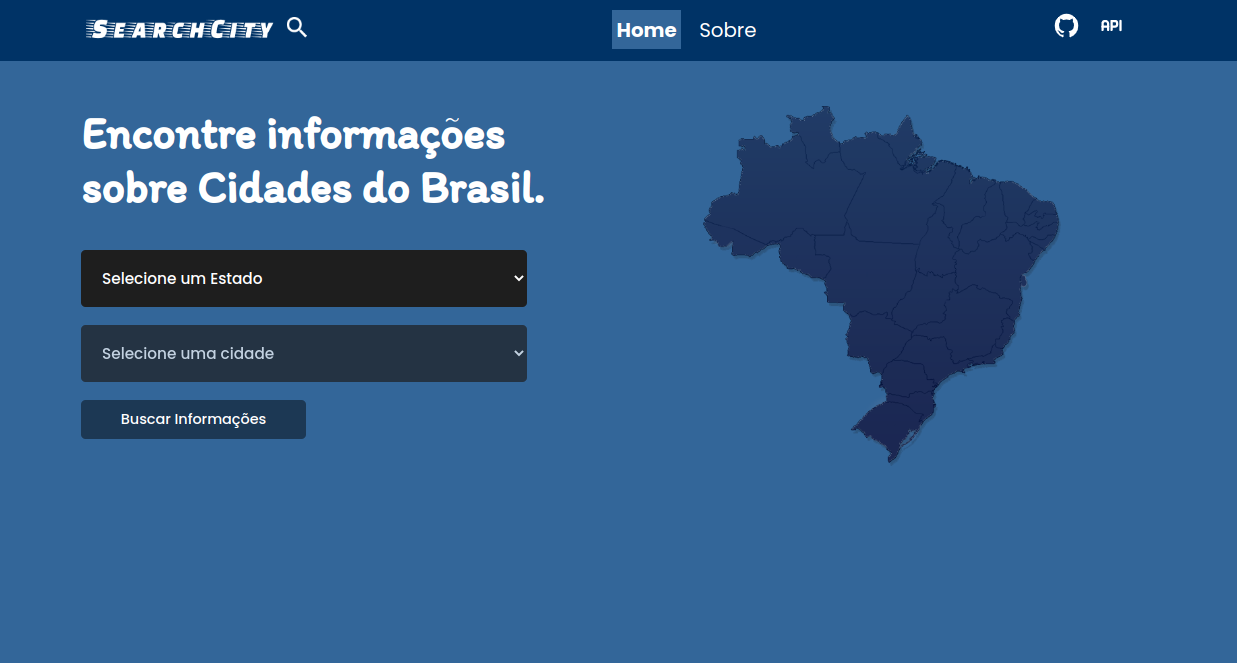 SEARCHCITY
Home
Sobre
API
Encontre informações
sobre Cidades do Brasil.
Selecione um Estado
Selecione uma cidade
Buscar Informações